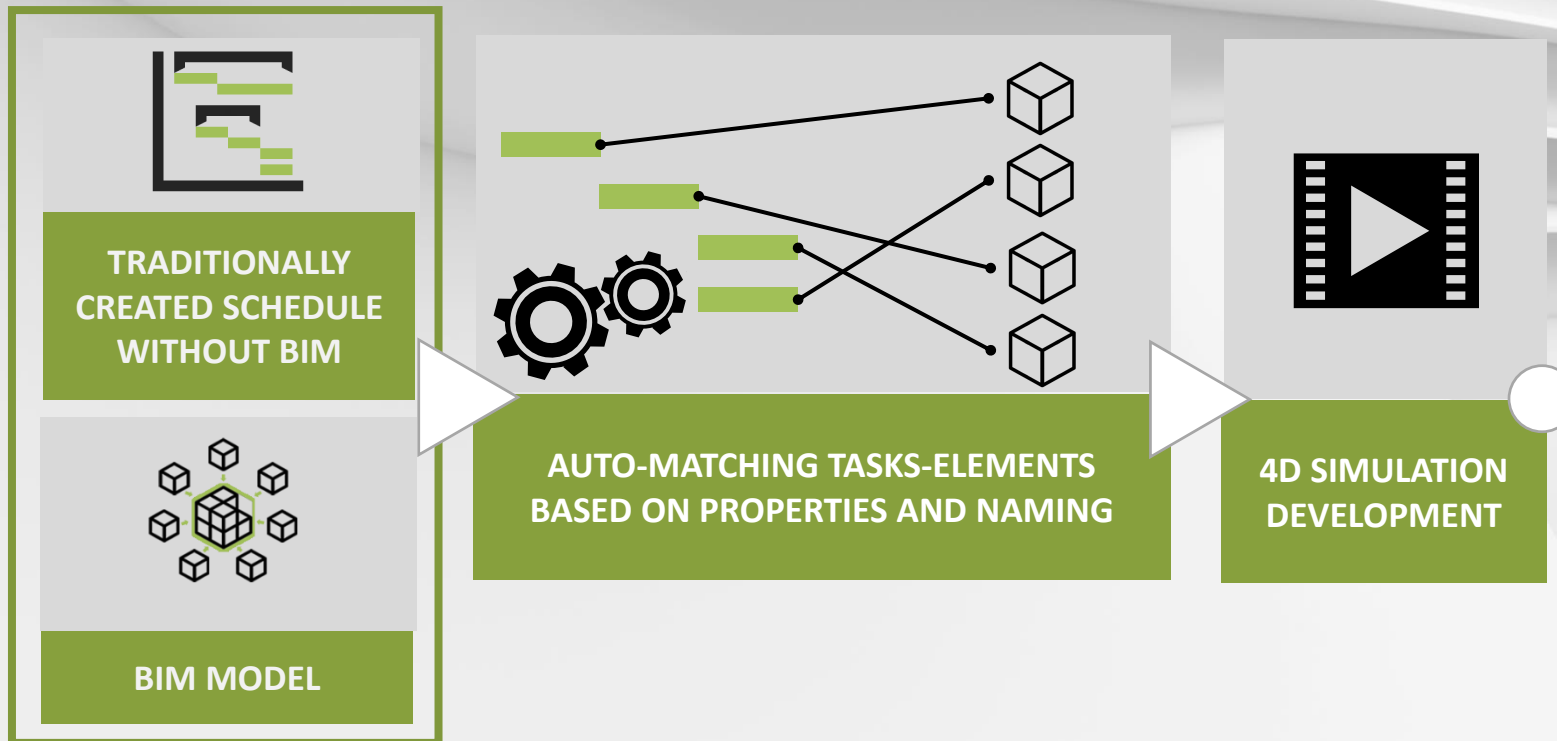 TRADITIONALLY
CREATED SCHEDULE
WITHOUT BIM
BIM MODEL
AUTO-MATCHING TASKS-ELEMENTS
BASED ON PROPERTIES AND NAMING
4D SIMULATION
DEVELOPMENT